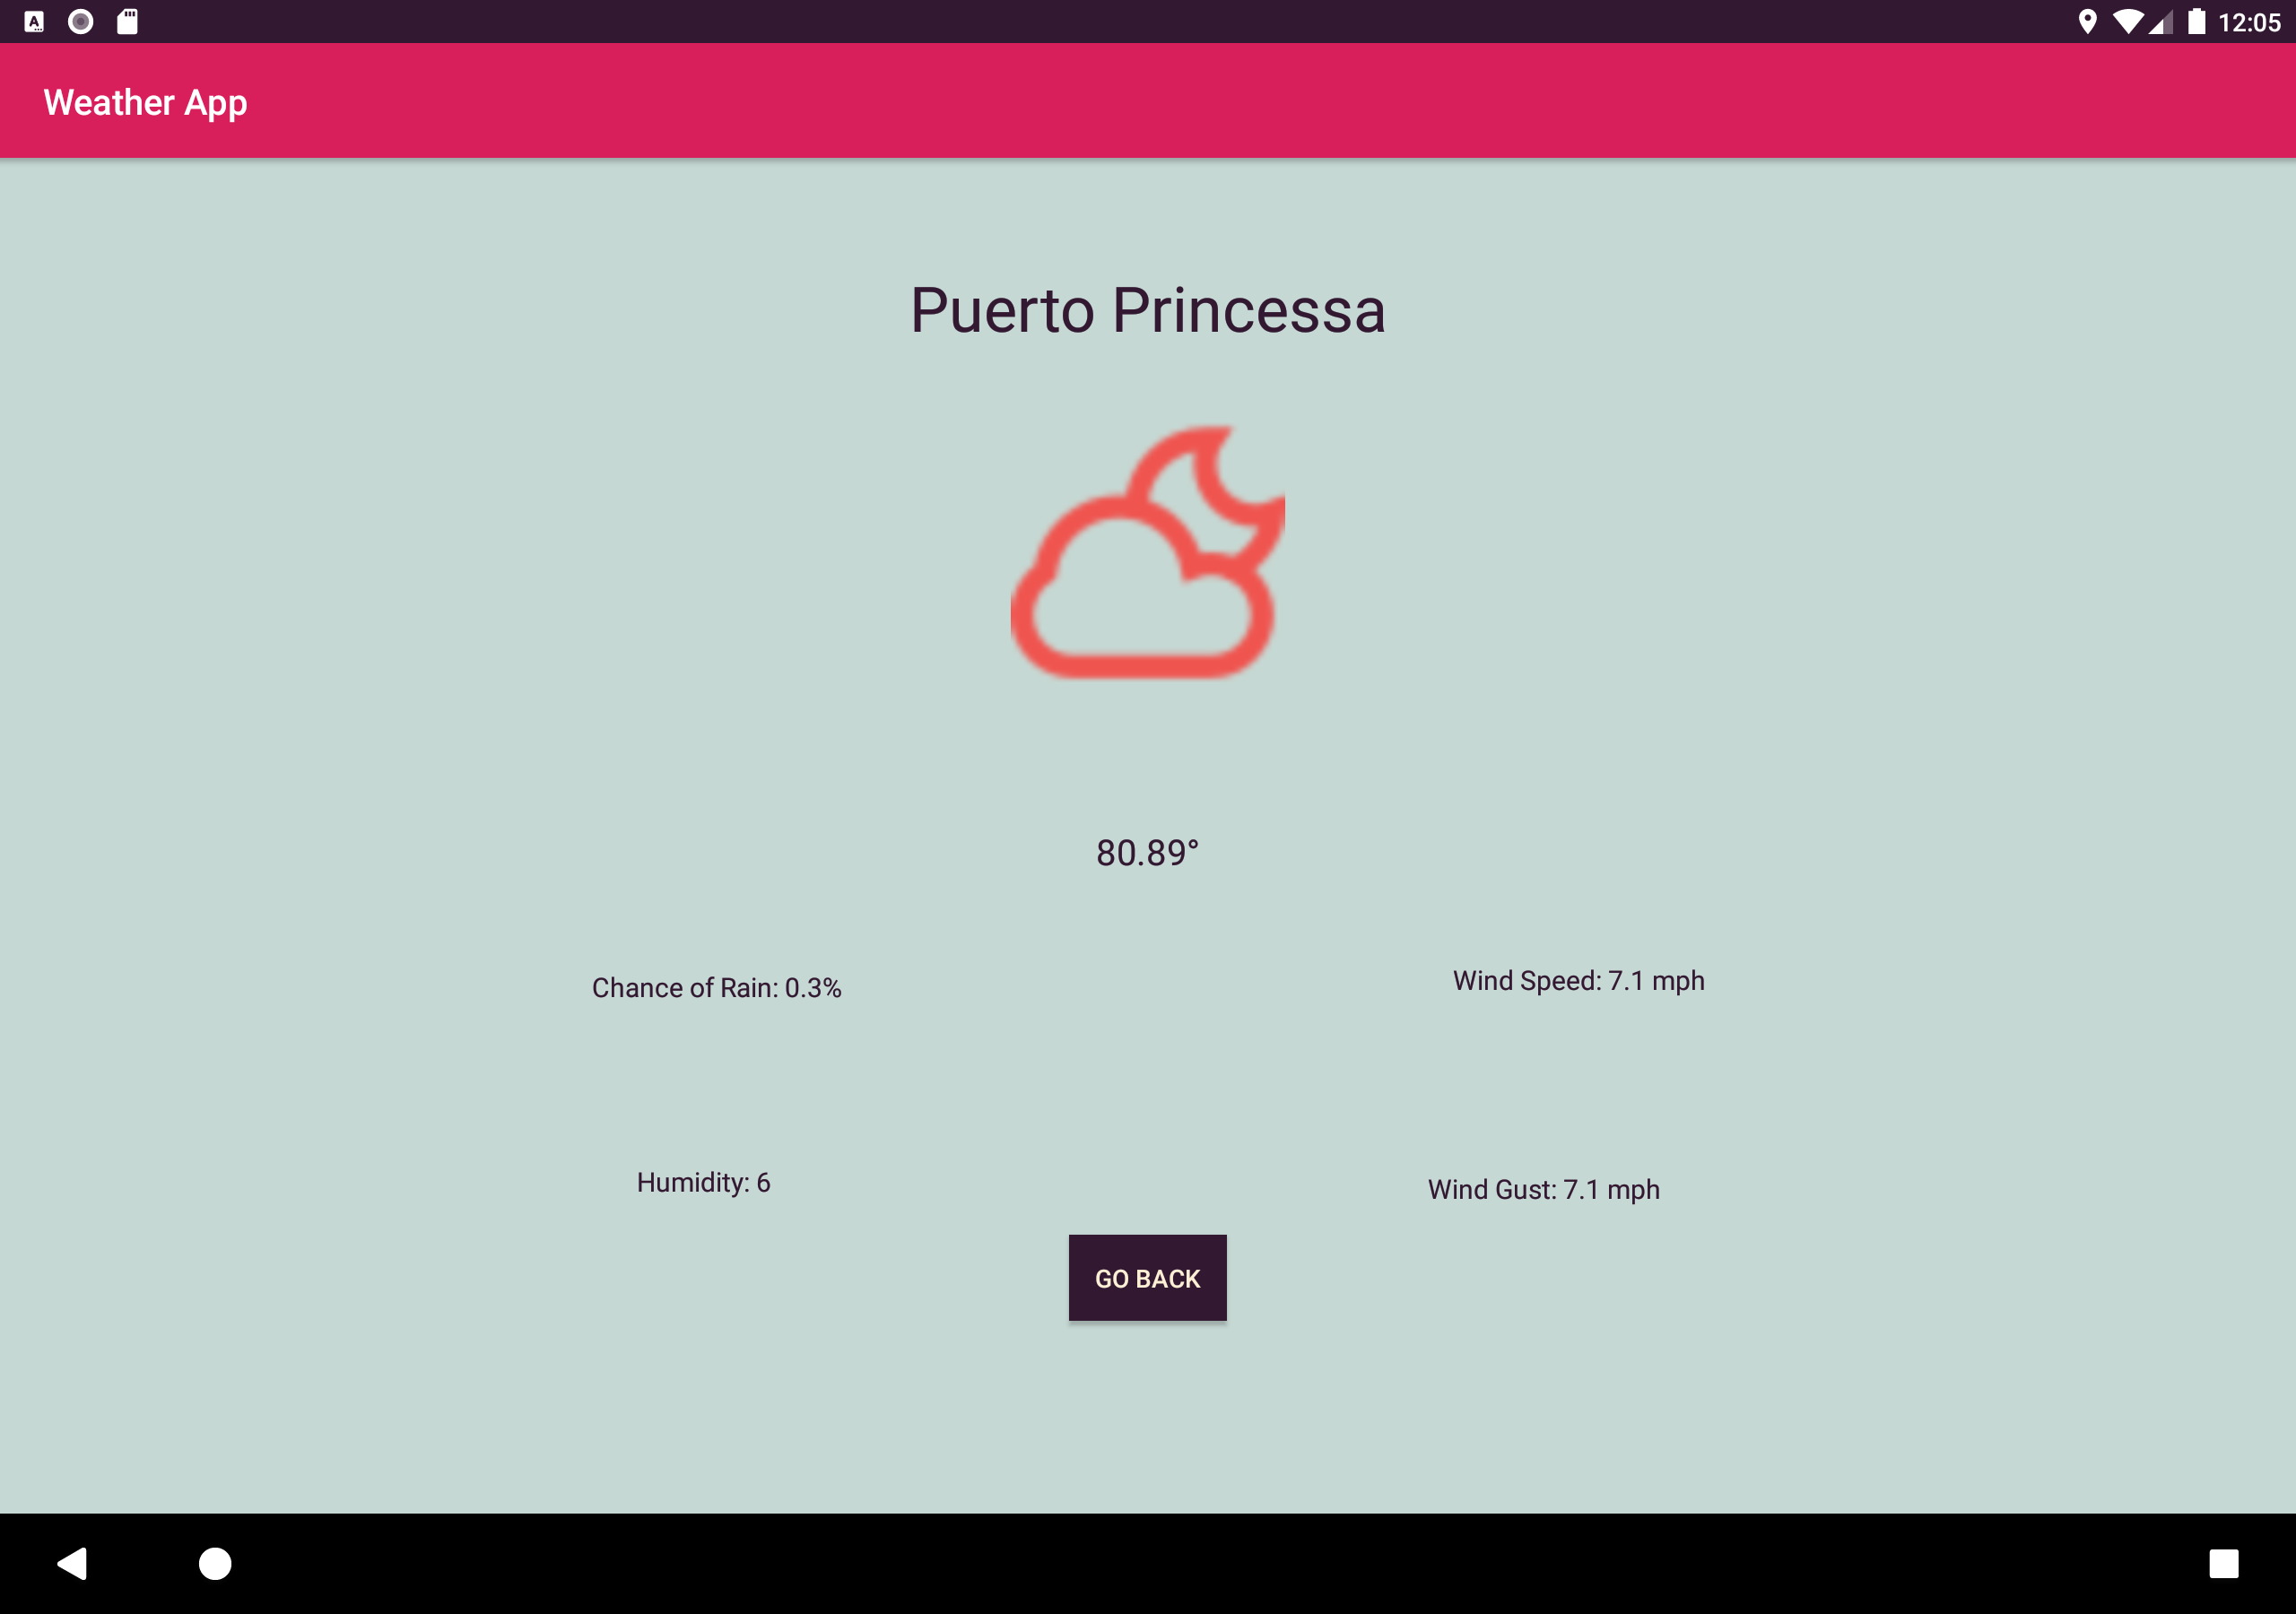 12:05
Weather App
Puerto Princessa
80.89°
Chance of Rain: 0.3%
Wind Speed: 7.1 mph
Humidity: 6
Wind Gust: 7.1 mph
GO BACK